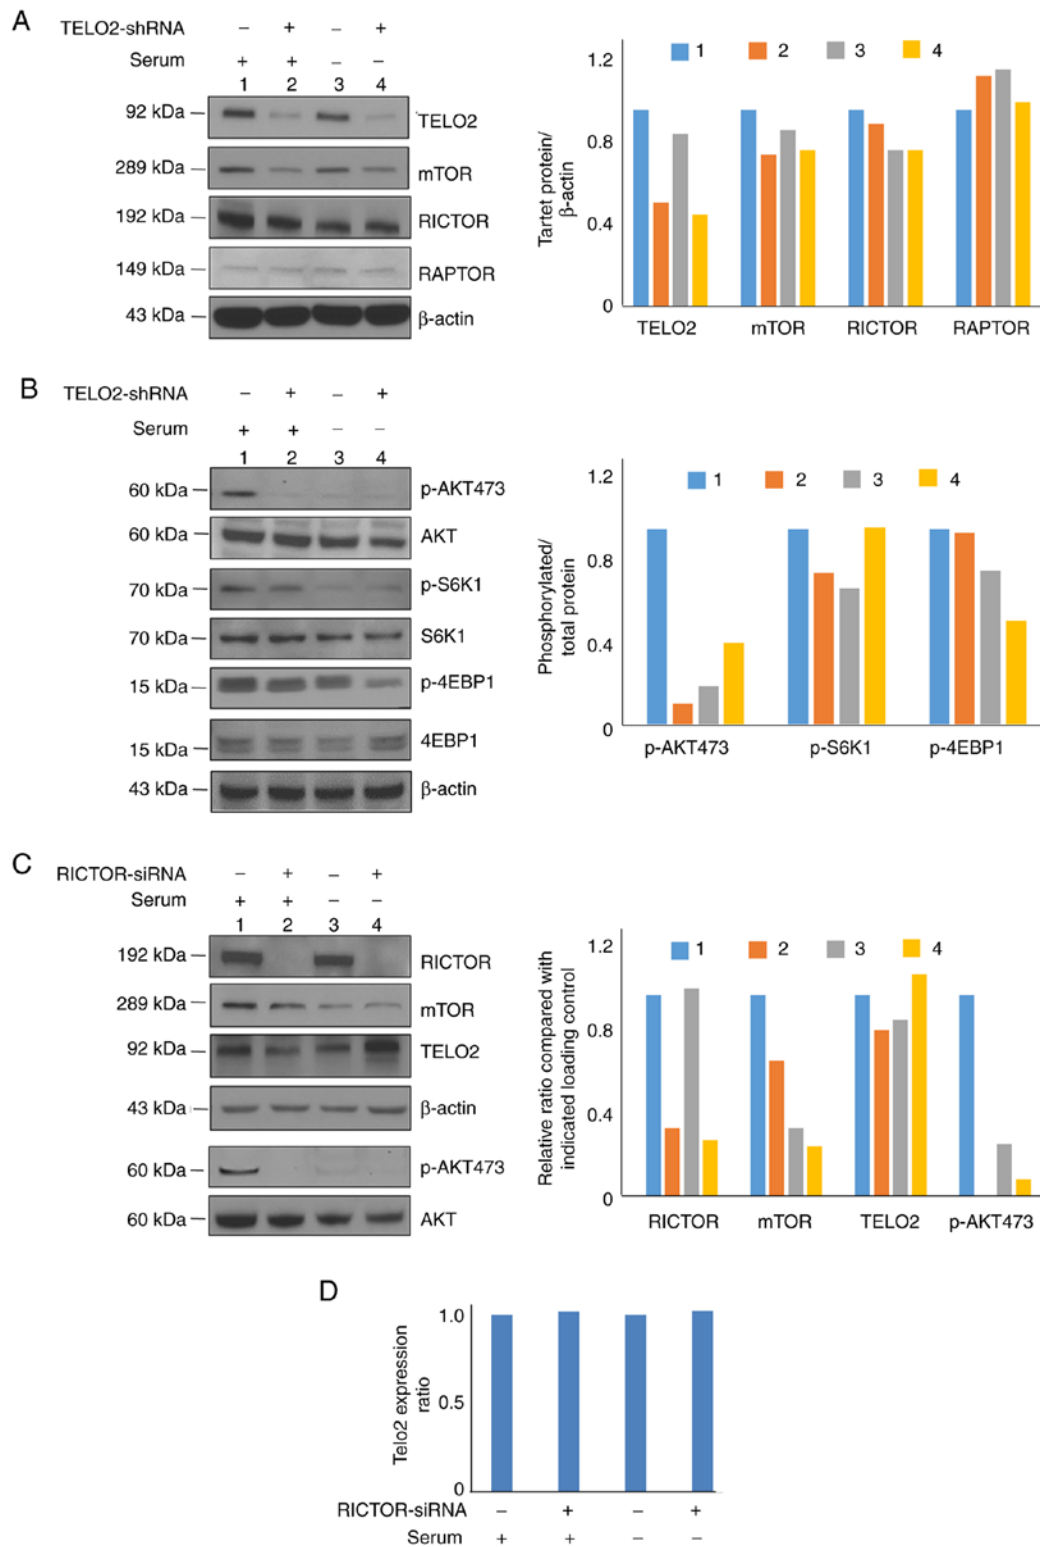 A
TELO2-shRNA – + – +
Serum + + – –
1 2 3 4
92 kDa TELO2
289 kDa mTOR
192 kDa RICTOR
149 kDa RAPTOR
43 kDa β-actin
1 2 3 4
Tartet protein/
β-actin
1.2
0.8
0.4
0
TELO2 mTOR RICTOR RAPTOR
B
TELO2-shRNA – + – +
Serum + + – –
1 2 3 4
60 kDa p-AKT473
60 kDa AKT
70 kDa p-S6K1
70 kDa S6K1
15 kDa p-4EBP1
15 kDa 4EBP1
43 kDa β-actin
1 2 3 4
Phosphorylated/
total protein
1.2
0.8
0.4
0
p-AKT473 p-S6K1 p-4EBP1
C
RICTOR-siRNA – + – +
Serum + + – –
1 2 3 4
192 kDa RICTOR
289 kDa mTOR
92 kDa TELO2
43 kDa β-actin
60 kDa p-AKT473
60 kDa AKT
1 2 3 4
Relative ratio compared with
indicated loading control
1.2
0.8
0.4
0
RICTOR mTOR TELO2 p-AKT473
D
Telo2 expression
ratio
1.0
0.5
0
RICTOR-siRNA – + – +
Serum + + – –